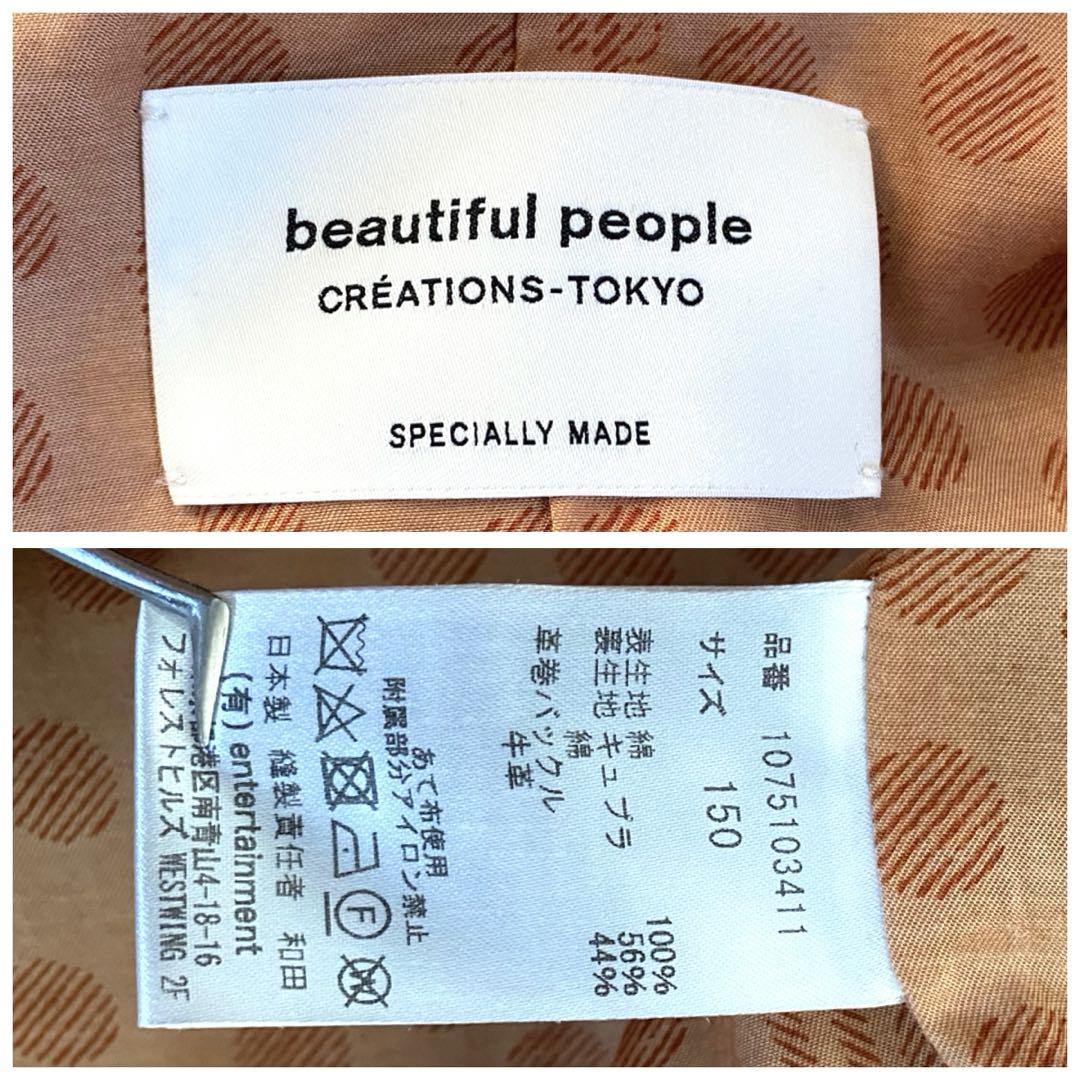 beautiful people
CRÉATIONS-TOKYO
SPECIALLY MADE
品番 10751 03411
サイズ 150
表生地 綿 100%
裏生地 キュプラ 56%
綿 44%
革巻バックル
牛革
あて布使用
附属部分アイロン禁止
F
W
日本製 縫製責任者 和田
(有) entertainment
港区南青山4-18-16
フォレストヒルズ WESTWING 2F